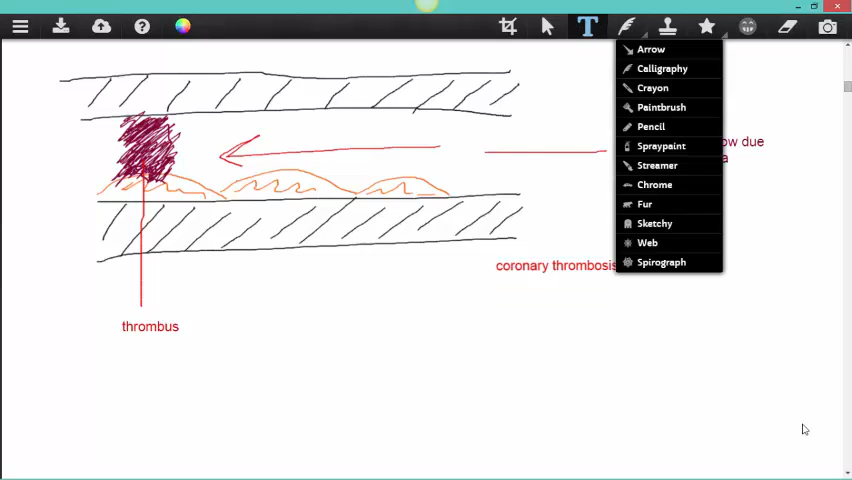 T
Arrow
Calligraphy
Crayon
Paintbrush
Pencil
Spraypaint
Streamer
Chrome
Fur
Sketchy
Web
Spirograph
ow due
a
coronary thrombosis
thrombus